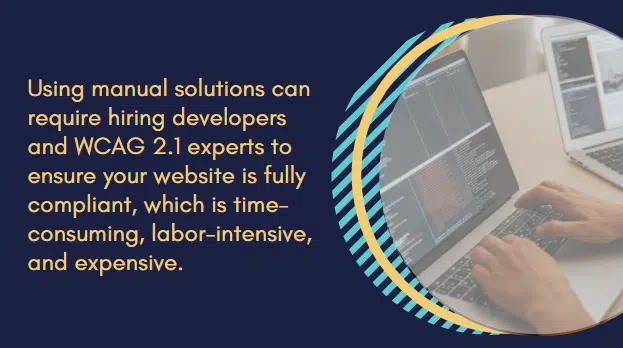 Using manual solutions can
require hiring developers
and WCAG 2.1 experts to
ensure your website is fully
compliant, which is time-
consuming, labor-intensive,
and expensive.